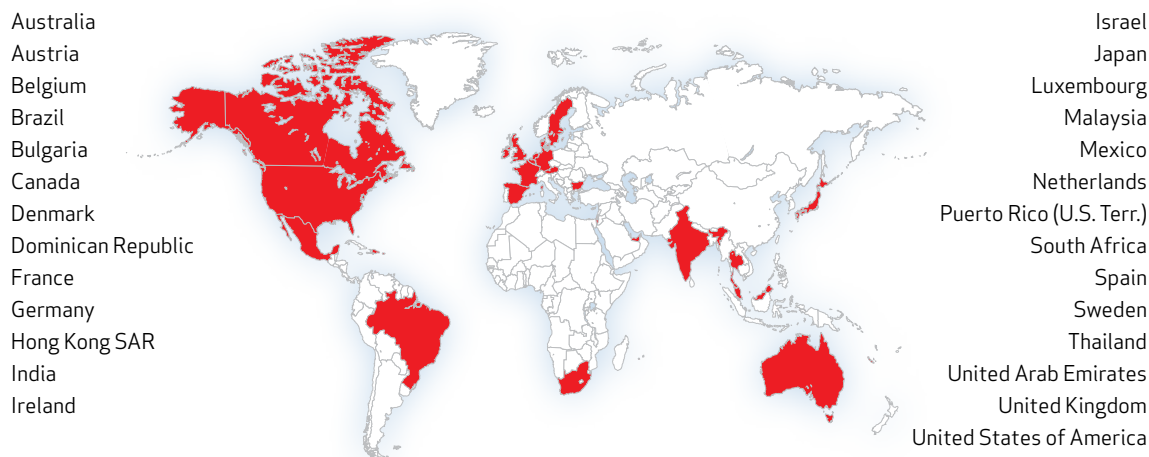 Australia
Austria
Belgium
Brazil
Bulgaria
Canada
Denmark
Dominican Republic
France
Germany
Hong Kong SAR
India
Ireland
Israel
Japan
Luxembourg
Malaysia
Mexico
Netherlands
Puerto Rico (U.S. Terr.)
South Africa
Spain
Sweden
Thailand
United Arab Emirates
United Kingdom
United States of America